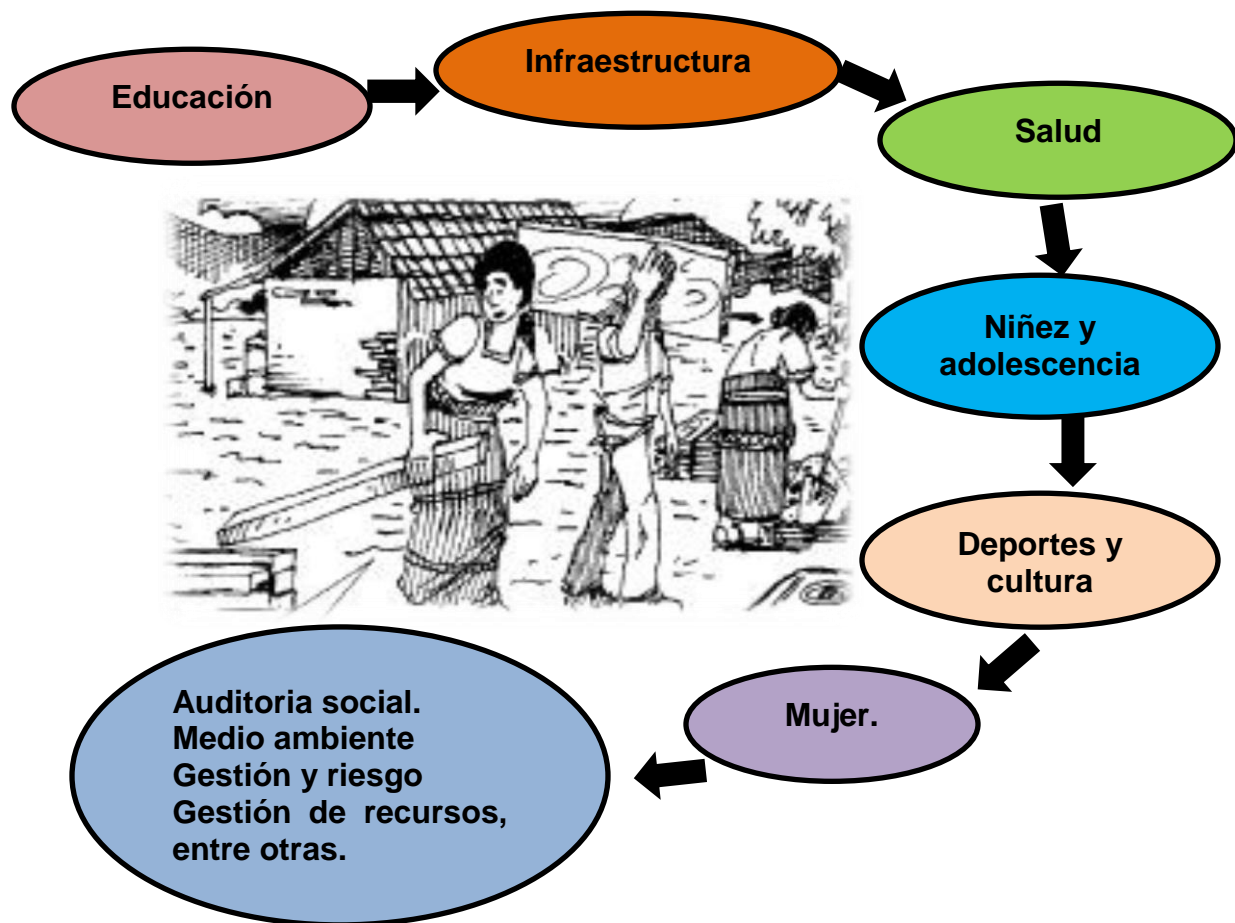 Educación
Infraestructura
Salud
Niñez y
adolescencia
Deportes y
cultura
Mujer.
Auditoria social.
Medio ambiente
Gestión y riesgo
Gestión de recursos,
entre otras.